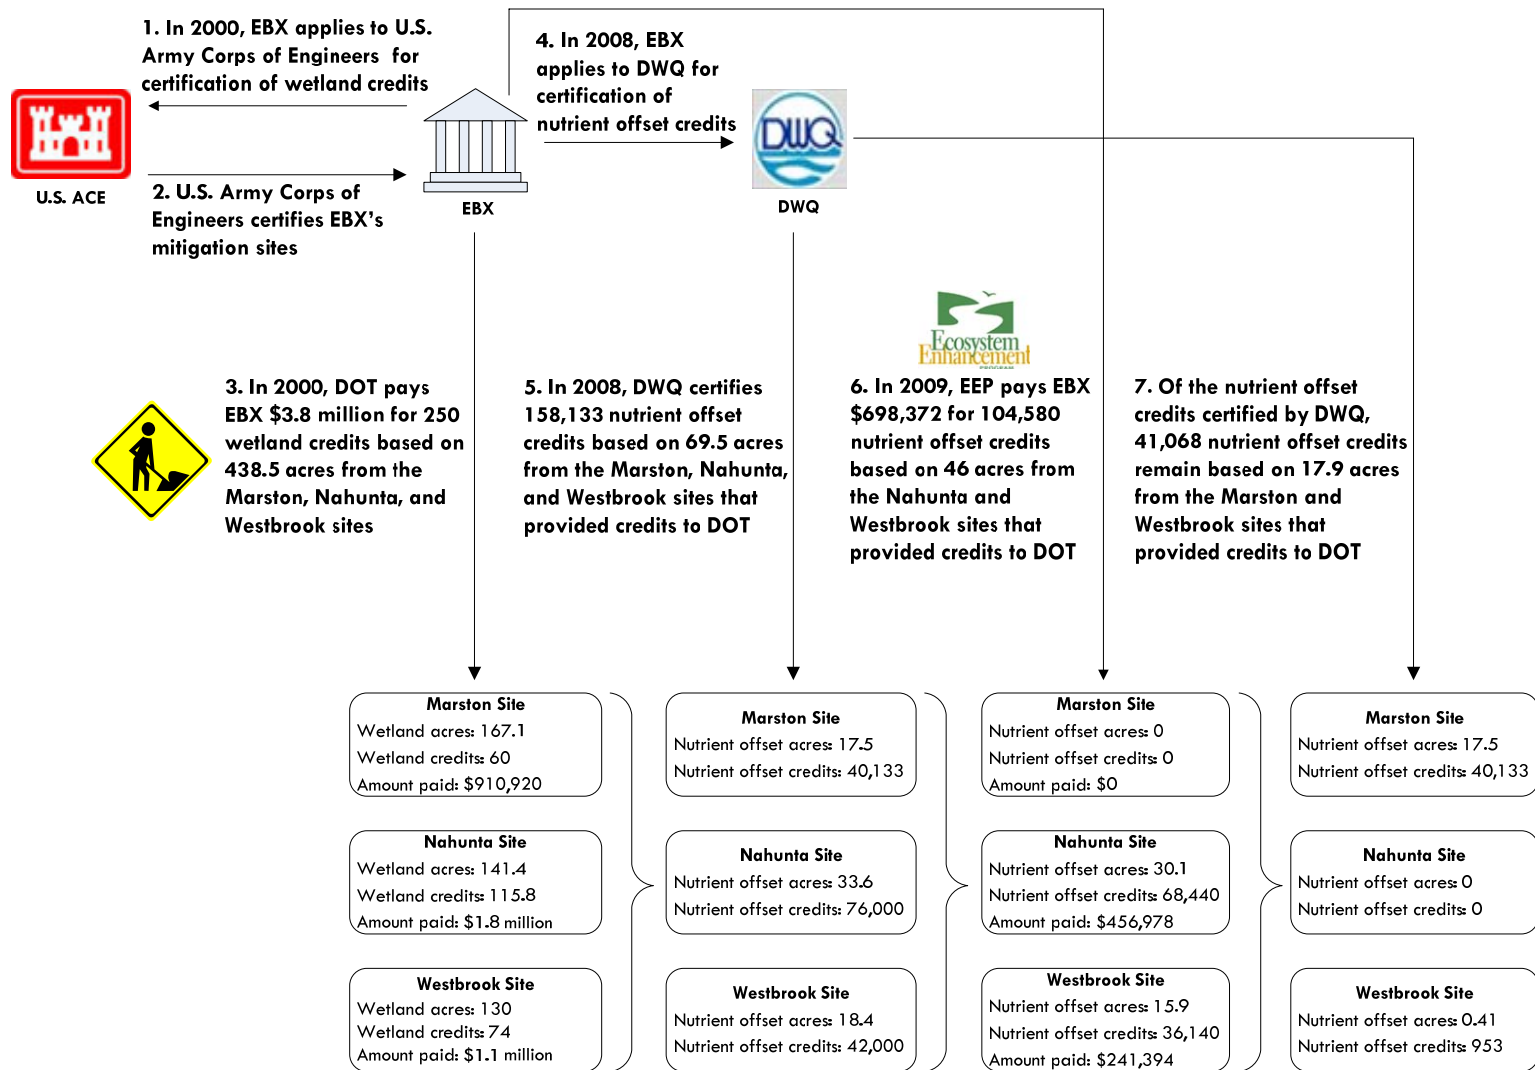 1. In 2000, EBX applies to U.S.
Army Corps of Engineers for
certification of wetland credits
4. In 2008, EBX
applies to DWQ for
certification of
nutrient offset credits
DWQ
U.S. ACE
EBX
DWQ
2. U.S. Army Corps of
Engineers certifies EBX's
mitigation sites
Ecosystem
Enhancement
PROGRAM
3. In 2000, DOT pays
EBX $3.8 million for 250
wetland credits based on
438.5 acres from the
Marston, Nahunta, and
Westbrook sites
5. In 2008, DWQ certifies
158,133 nutrient offset
credits based on 69.5 acres
from the Marston, Nahunta,
and Westbrook sites that
provided credits to DOT
6. In 2009, EEP pays EBX
$698,372 for 104,580
nutrient offset credits
based on 46 acres from
the Nahunta and
Westbrook sites that
provided credits to DOT
7. Of the nutrient offset
credits certified by DWQ,
41,068 nutrient offset credits
remain based on 17.9 acres
from the Marston and
Westbrook sites that
provided credits to DOT
Marston Site
Wetland acres: 167.1
Wetland credits: 60
Amount paid: $910,920
Marston Site
Nutrient offset acres: 17.5
Nutrient offset credits: 40,133
Marston Site
Nutrient offset acres: 0
Nutrient offset credits: 0
Amount paid: $0
Marston Site
Nutrient offset acres: 17.5
Nutrient offset credits: 40,133
Nahunta Site
Wetland acres: 141.4
Wetland credits: 115.8
Amount paid: $1.8 million
Nahunta Site
Nutrient offset acres: 33.6
Nutrient offset credits: 76,000
Nahunta Site
Nutrient offset acres: 30.1
Nutrient offset credits: 68,440
Amount paid: $456,978
Nahunta Site
Nutrient offset acres: 0
Nutrient offset credits: 0
Westbrook Site
Wetland acres: 130
Wetland credits: 74
Amount paid: $1.1 million
Westbrook Site
Nutrient offset acres: 18.4
Nutrient offset credits: 42,000
Westbrook Site
Nutrient offset acres: 15.9
Nutrient offset credits: 36,140
Amount paid: $241,394
Westbrook Site
Nutrient offset acres: 0.41
Nutrient offset credits: 953